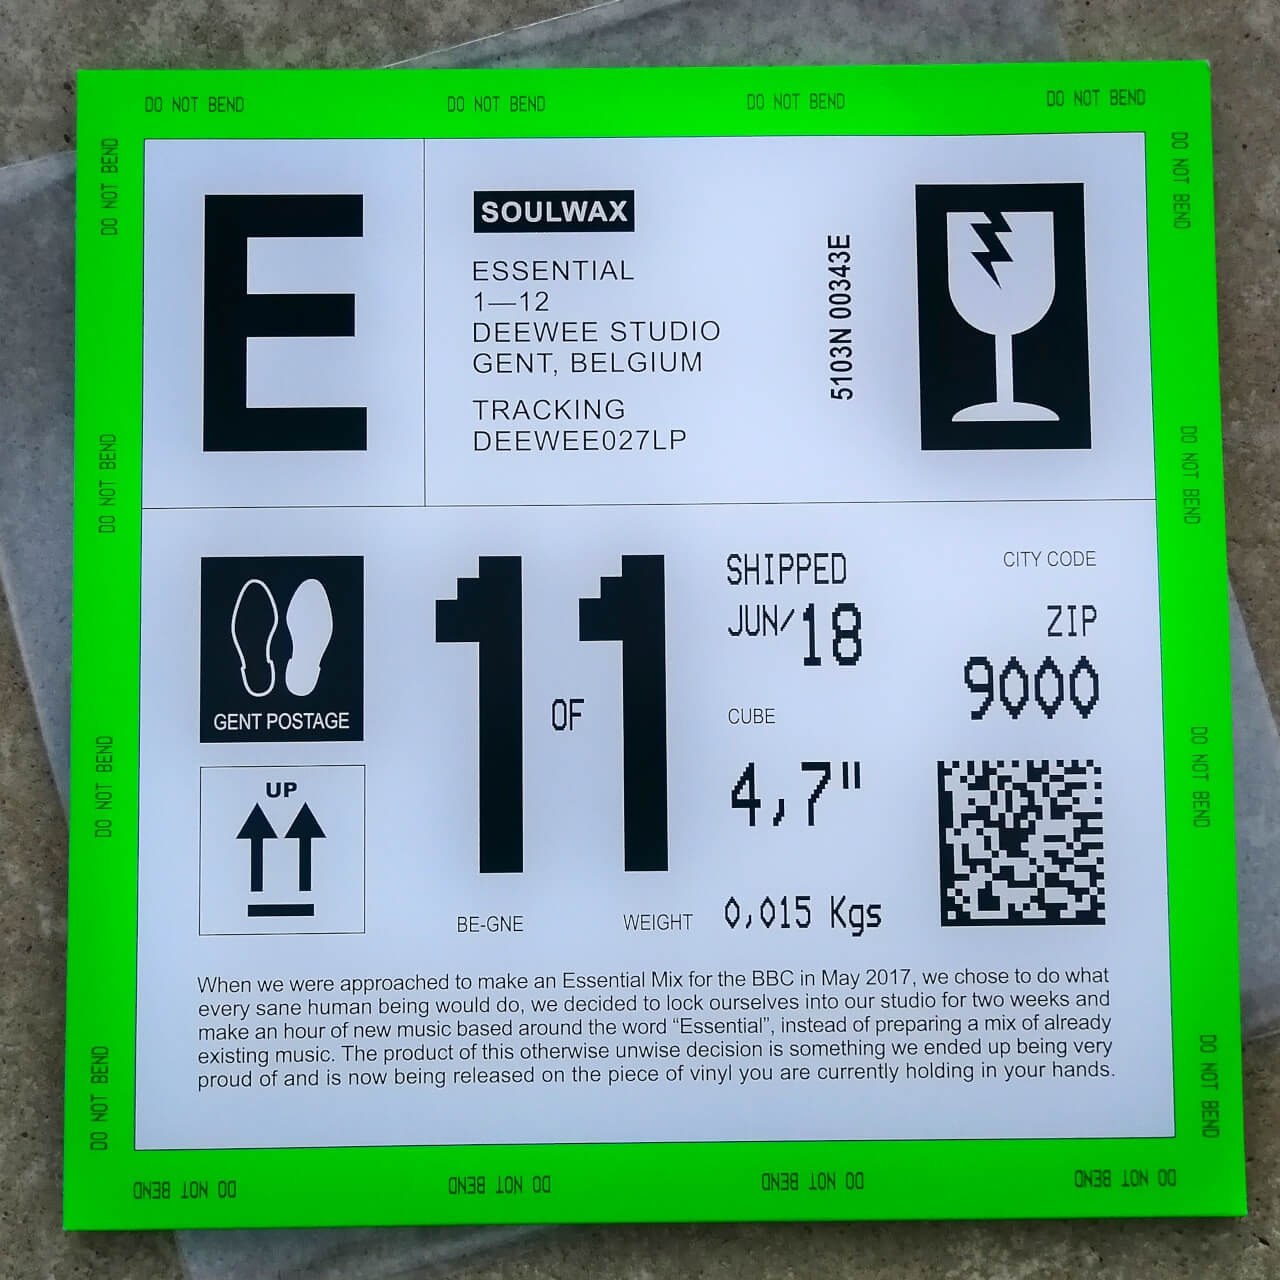 DO NOT BEND DO NOT BEND DO NOT BEND DO NOT BEND
DO NOT BEND
DO NOT BEND
DO NOT BEND
DO NOT BEND
E
SOULWAX
ESSENTIAL
1—12
DEEWEE STUDIO
GENT, BELGIUM
TRACKING
DEEWEE027LP
5103N 00343E
GENT POSTAGE
UP
11 OF 11
BE-GNE
WEIGHT 0,015 Kgs
SHIPPED
JUN/18
CUBE
4,7"
CITY CODE
ZIP
9000
When we were approached to make an Essential Mix for the BBC in May 2017, we chose to do what
every sane human being would do, we decided to lock ourselves into our studio for two weeks and
make an hour of new music based around the word “Essential”, instead of preparing a mix of already
existing music. The product of this otherwise unwise decision is something we ended up being very
proud of and is now being released on the piece of vinyl you are currently holding in your hands.
DO NOT BEND
DO NOT BEND
DO NOT BEND
DO NOT BEND
DO NOT BEND DO NOT BEND DO NOT BEND DO NOT BEND